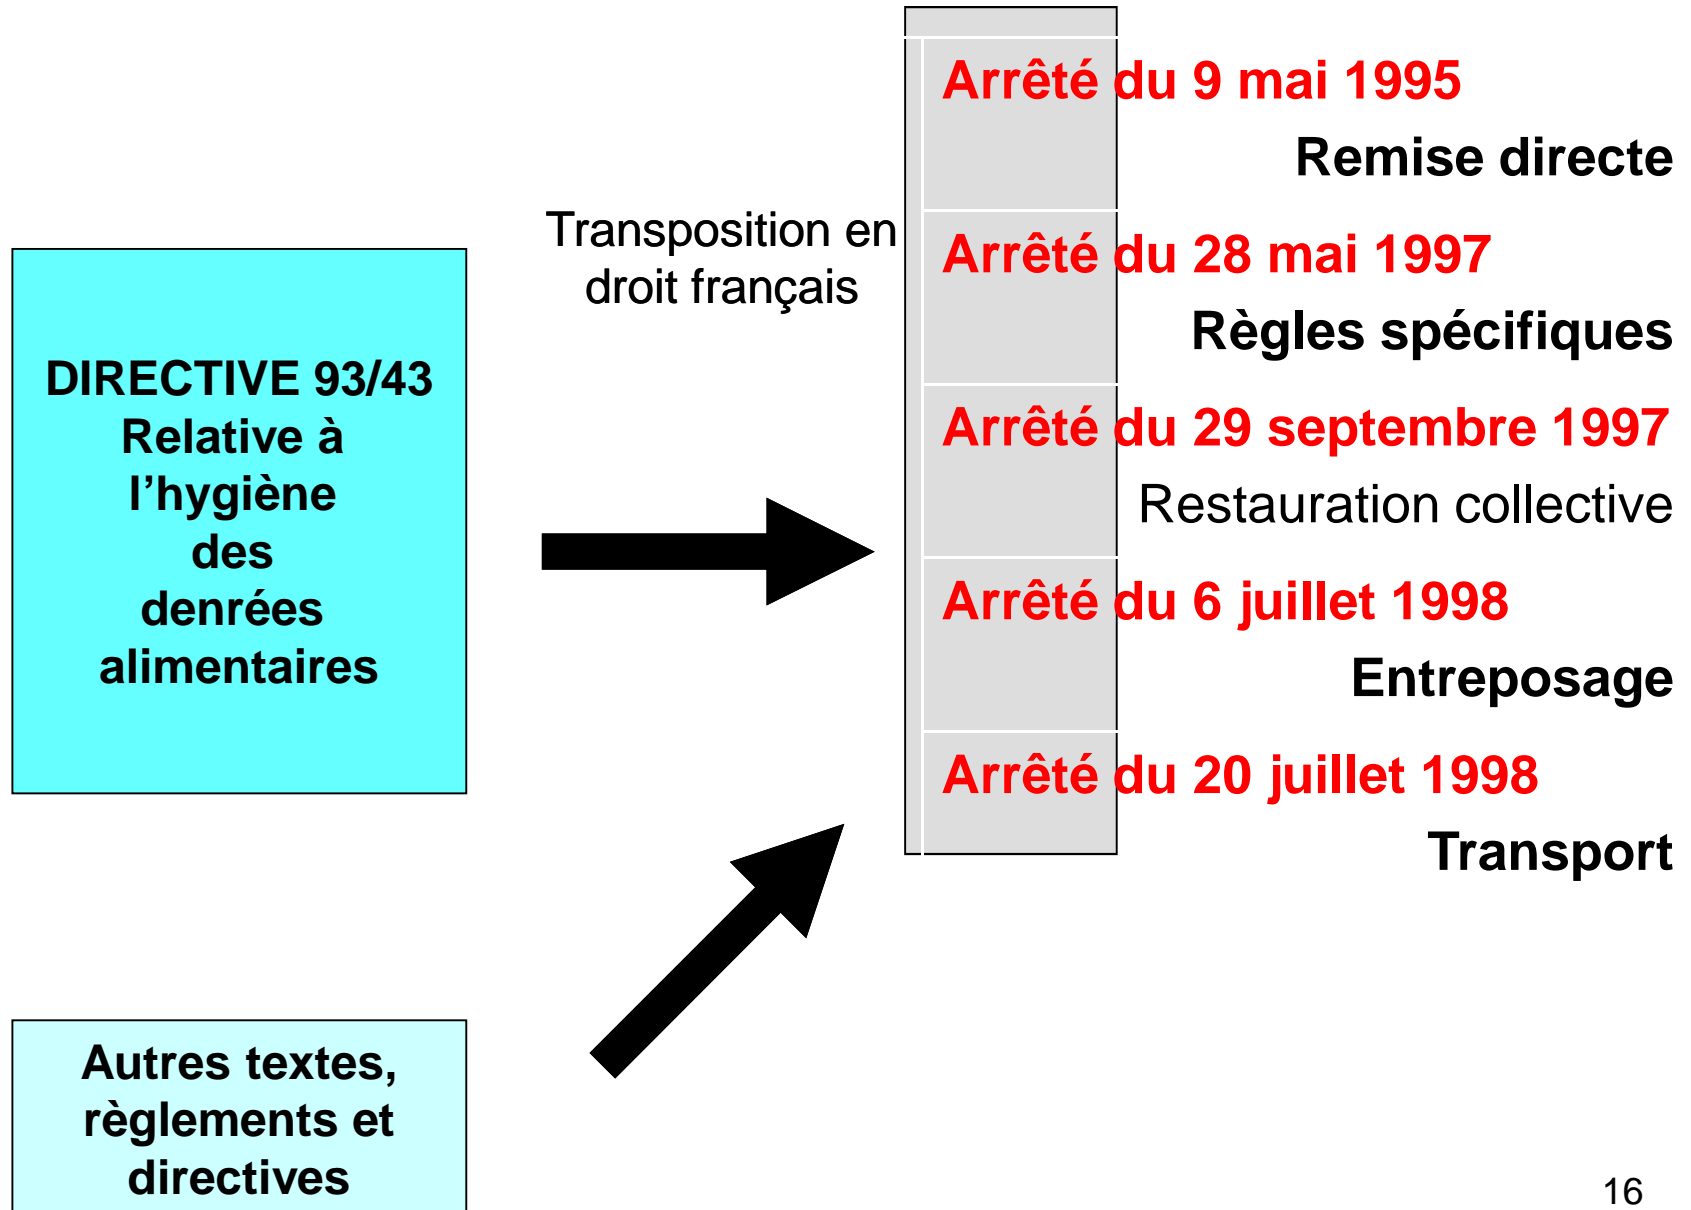 DIRECTIVE 93/43
Relative à
l’hygiène
des
denrées
alimentaires
Autres textes,
règlements et
directives
Transposition en
droit français
Arrêté du 9 mai 1995
Remise directe
Arrêté du 28 mai 1997
Règles spécifiques
Arrêté du 29 septembre 1997
Restauration collective
Arrêté du 6 juillet 1998
Entreposage
Arrêté du 20 juillet 1998
Transport
16